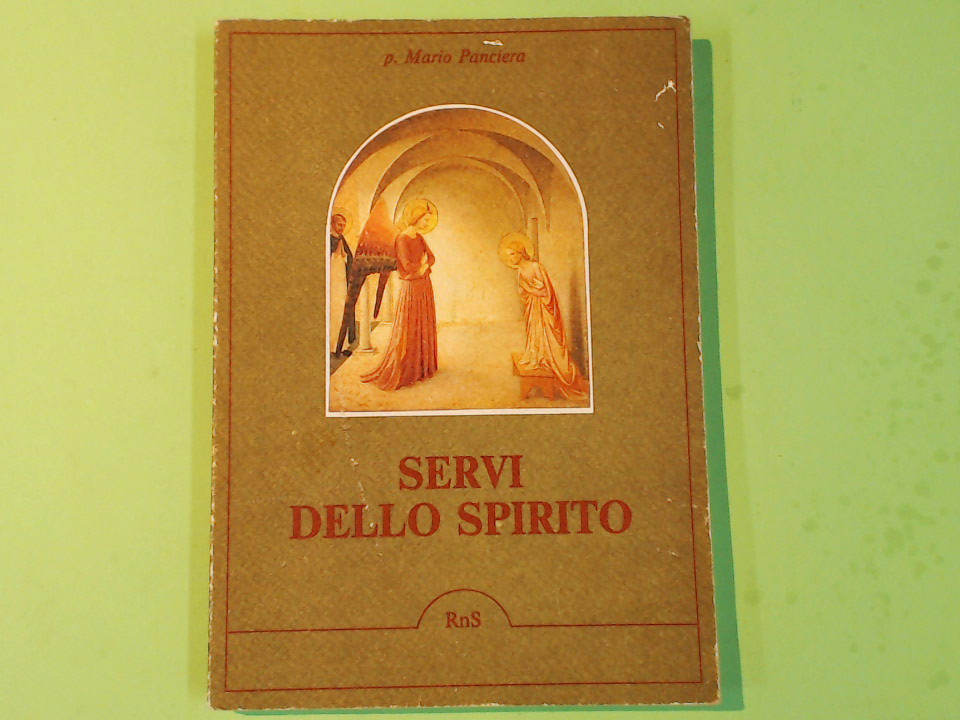 p. Mario Panciera
SERVI
DELLO SPIRITO
RnS